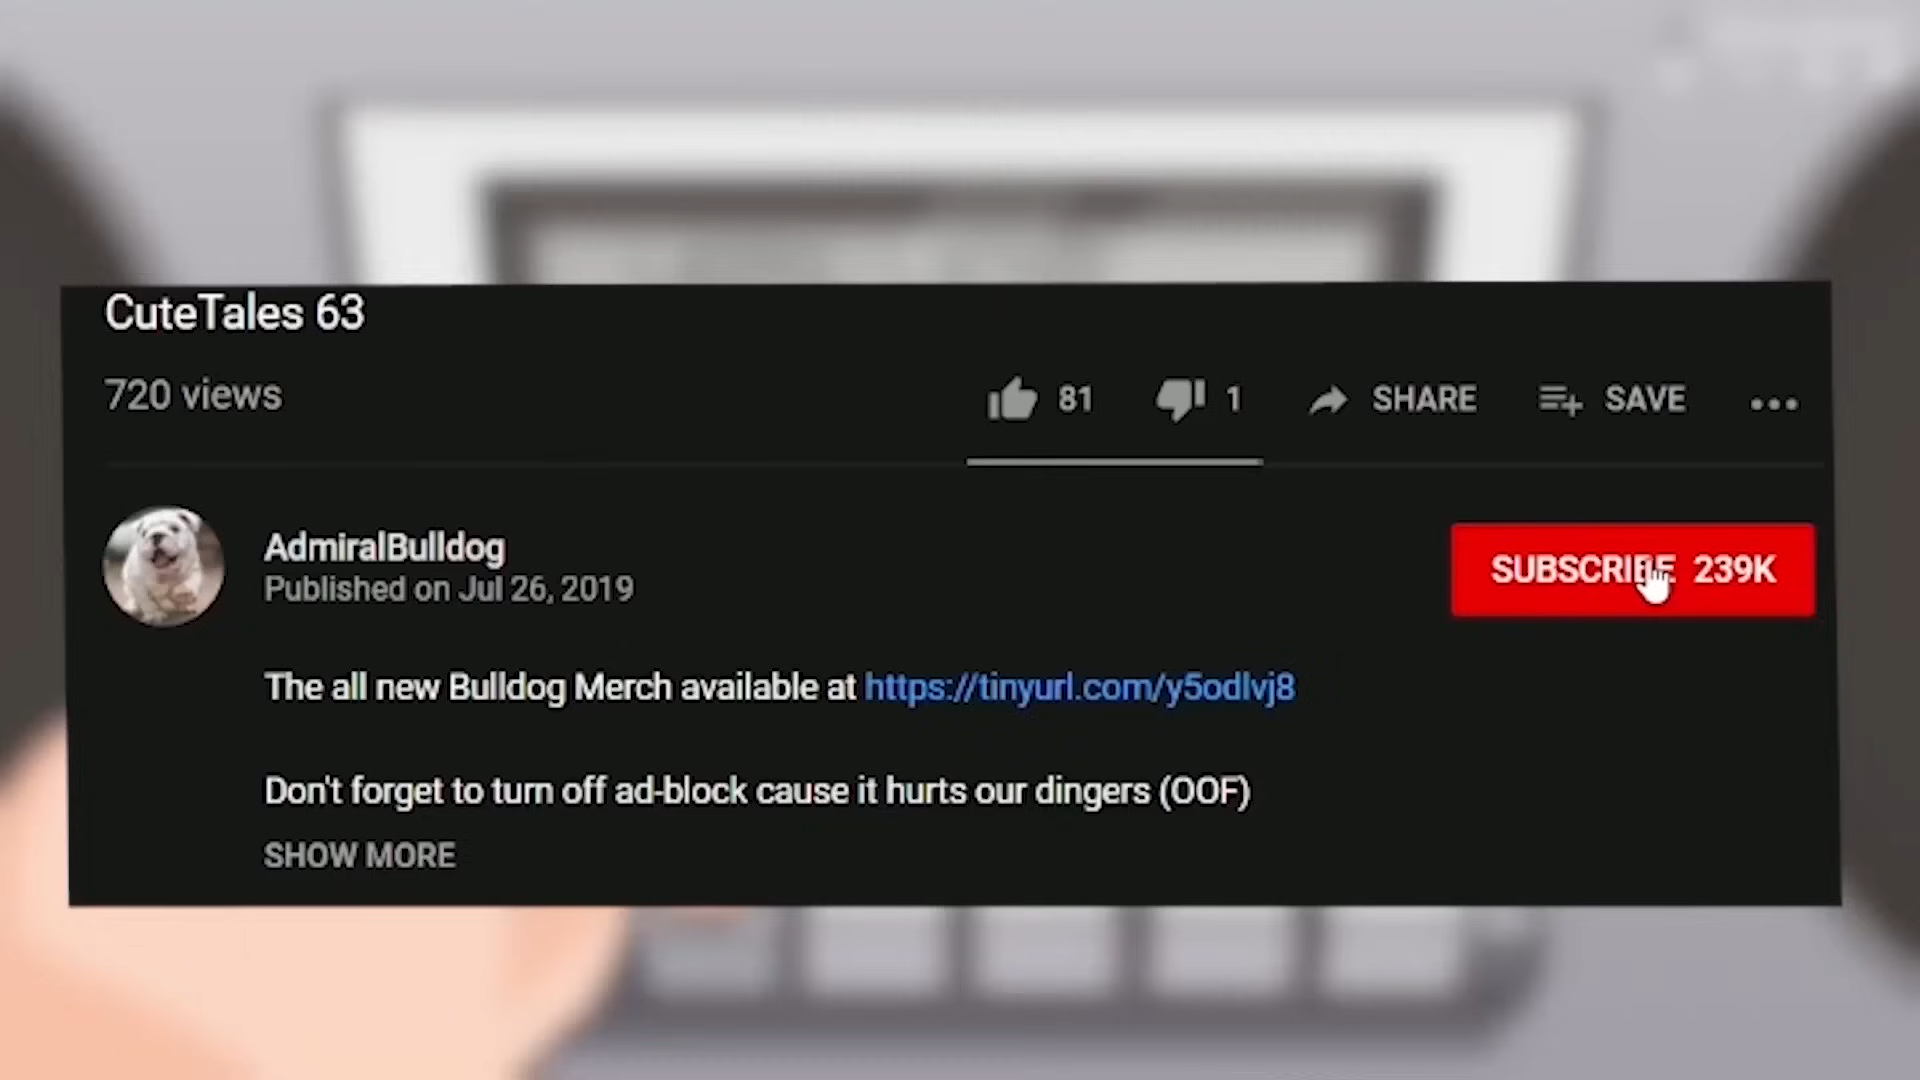 CuteTales 63
720 views
81
1
SHARE
SAVE
AdmiralBulldog
Published on Jul 26, 2019
SUBSCRIBE 239K
The all new Bulldog Merch available at https://tinyurl.com/y5odlvj8
Don't forget to turn off ad-block cause it hurts our dingers (OOF)
SHOW MORE